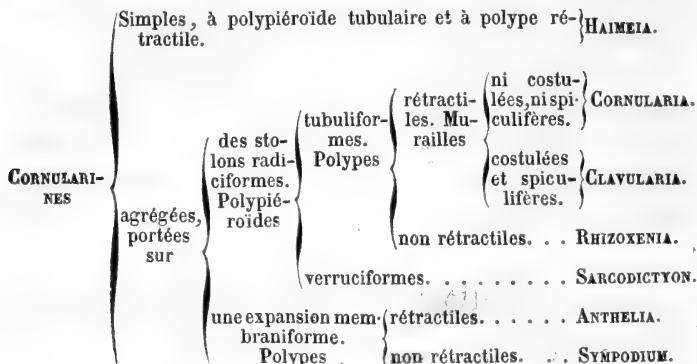 Simples, à polypiéroïde tubulaire et à polype ré-
tractile.
HAIMEIA.
CORNULARI-
NES
agrégées,
portées
sur
des sto-
lons radi-
ciformes.
Polypié-
roïdes
tubulifor-
mes.
Polypes
rétracti-
les. Mu-
railles
ni costu-
lées, ni spi-
culifères.
CORNULARIA.
costulées
et spicu-
lifères.
CLAVULARIA.
non rétractiles. . . RHIZOXENIA.
verruciformes. . . . . . . . . SARCODICTYON.
une expansion mem-
braniforme.
Polypes
rétractiles. . . . . . ANTHELIA.
non rétractiles. . . SYMPODIUM.